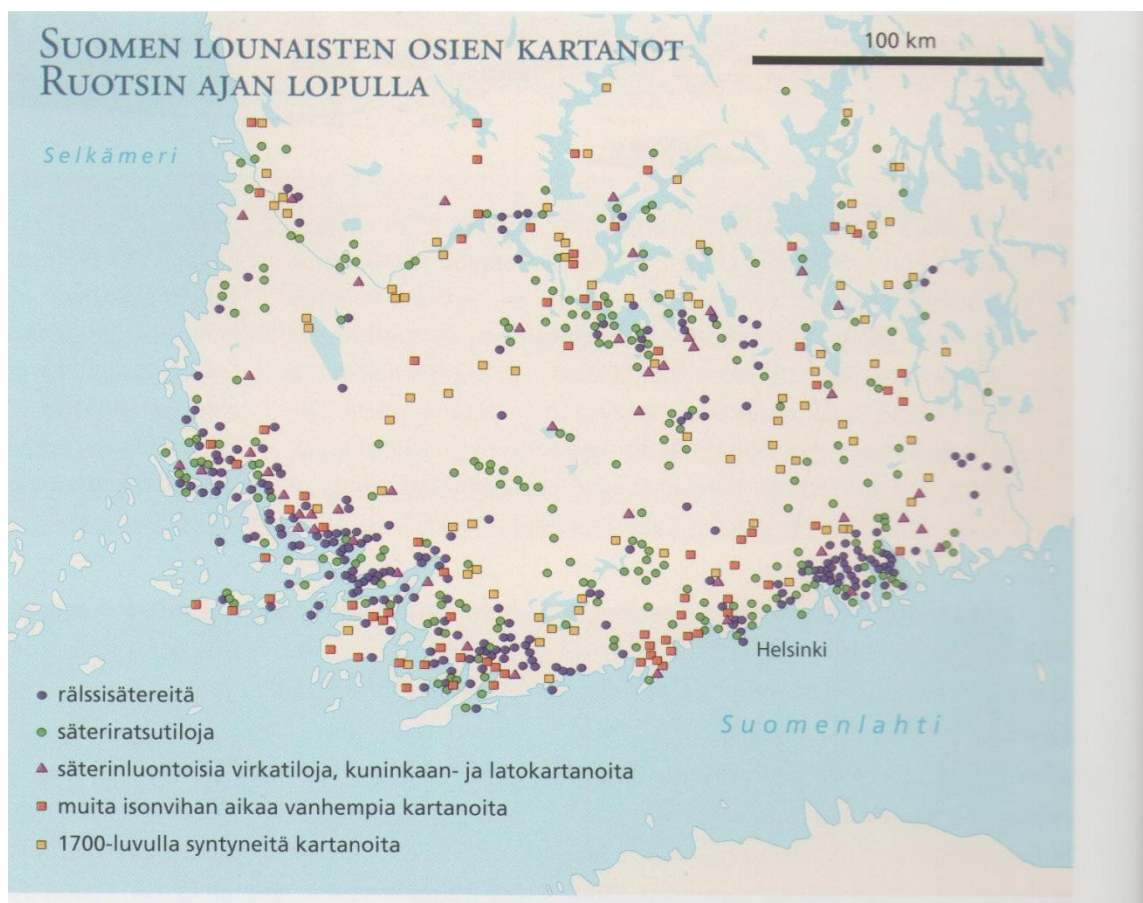 SUOMEN LOUNAISTEN OSIEN KARTANOT
RUOTSIN AJAN LOPULLA
100 km
Selkämeri
Helsinki
Suomenlahti
rälssisätereitä
säteriratsutiloja
säterinluontoisia virkatiloja, kuninkaan- ja latokartanoita
muita isonvihan aikaa vanhempia kartanoita
1700-luvulla syntyneitä kartanoita